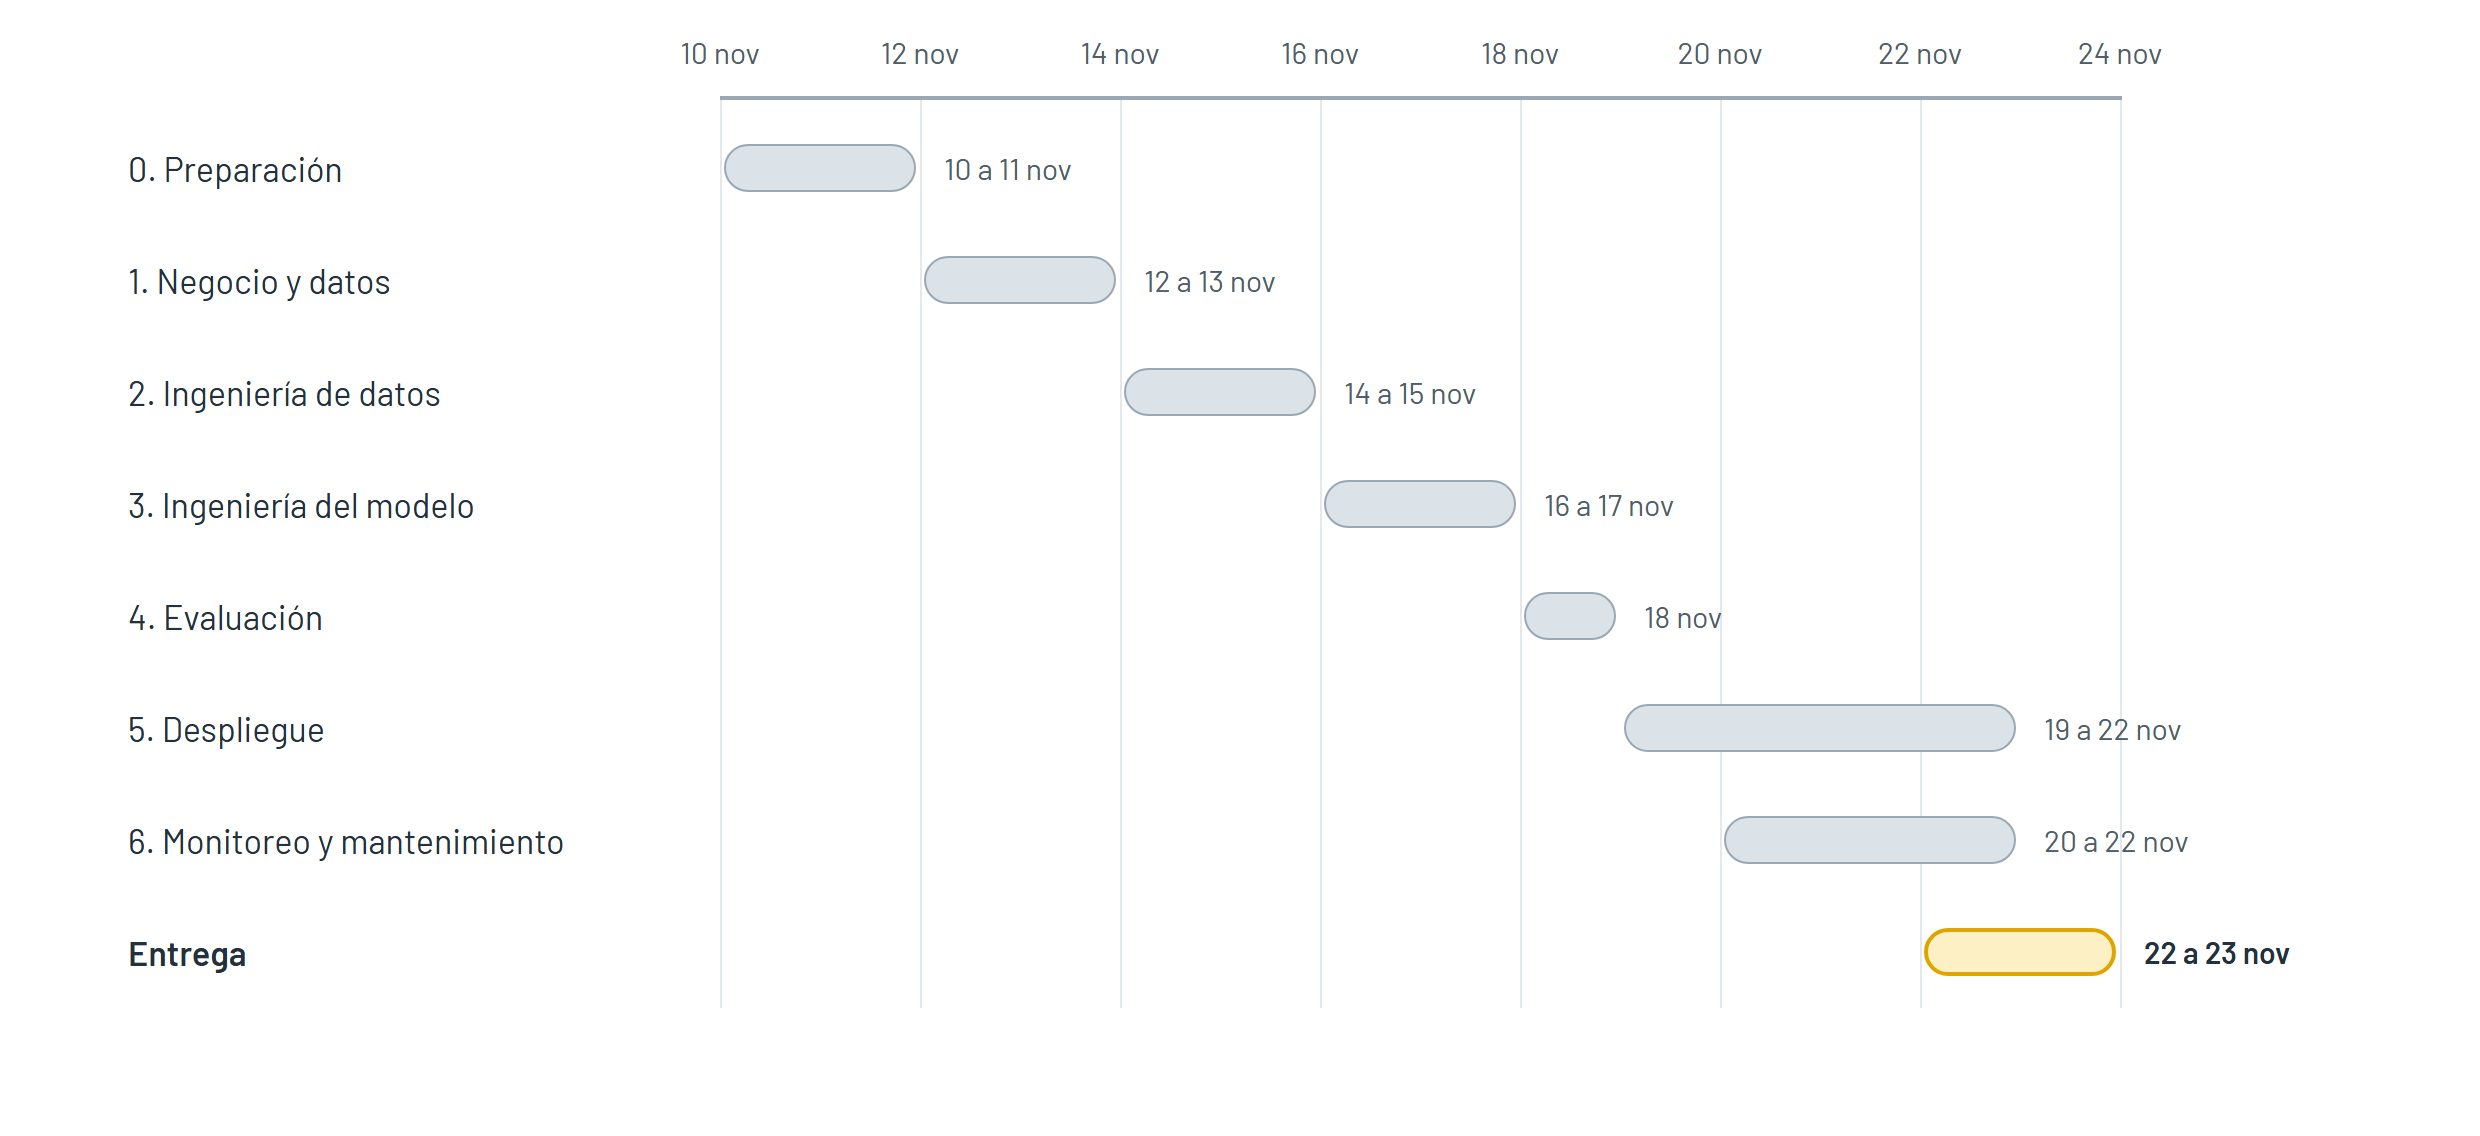 10 nov 12 nov 14 nov 16 nov 18 nov 20 nov 22 nov 24 nov
0. Preparación 10 a 11 nov
1. Negocio y datos 12 a 13 nov
2. Ingeniería de datos 14 a 15 nov
3. Ingeniería del modelo 16 a 17 nov
4. Evaluación 18 nov
5. Despliegue 19 a 22 nov
6. Monitoreo y mantenimiento 20 a 22 nov
Entrega 22 a 23 nov